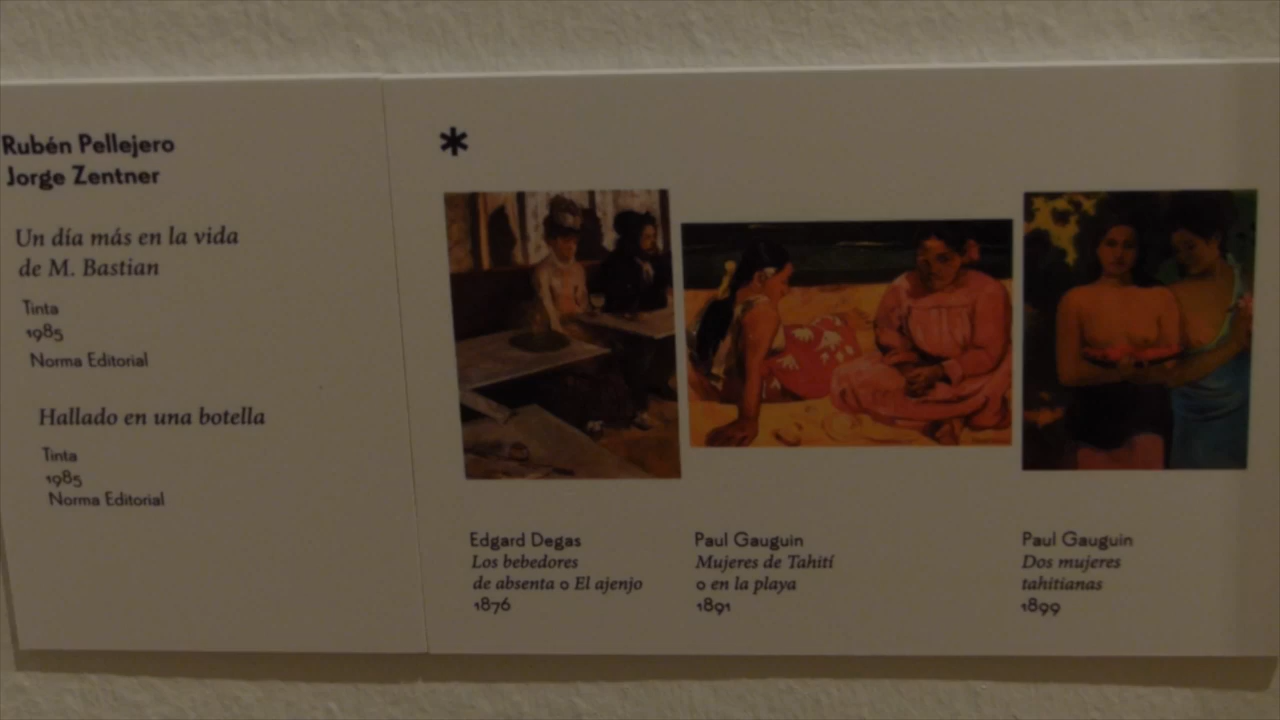 Rubén Pellejero
Jorge Zentner
Un día más en la vida
de M. Bastian
Tinta
1985
Norma Editorial
Hallado en una botella
Tinta
1985
Norma Editorial
*
Edgard Degas
Los bebedores
de absenta o El ajenjo
1876
Paul Gauguin
Mujeres de Tahití
o en la playa
1891
Paul Gauguin
Dos mujeres
tahitianas
1899